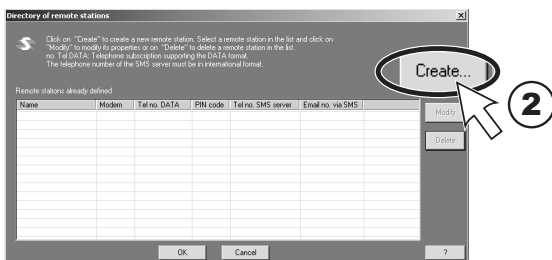 Directory of remote stations
Click on "Create" to create a new remote station. Select a remote station in the list and click on
"Modify" to modify its properties or on "Delete" to delete a remote station in the list.
no. Tel DATA: Telephone subscription supporting the DATA format.
The telephone number of the SMS server must be in international format.
Create...
2
Remote stations already defined
Name Modem Tel no. DATA PIN code Tel no. SMS server Email no. via SMS
Modify
Delete
OK Cancel ?